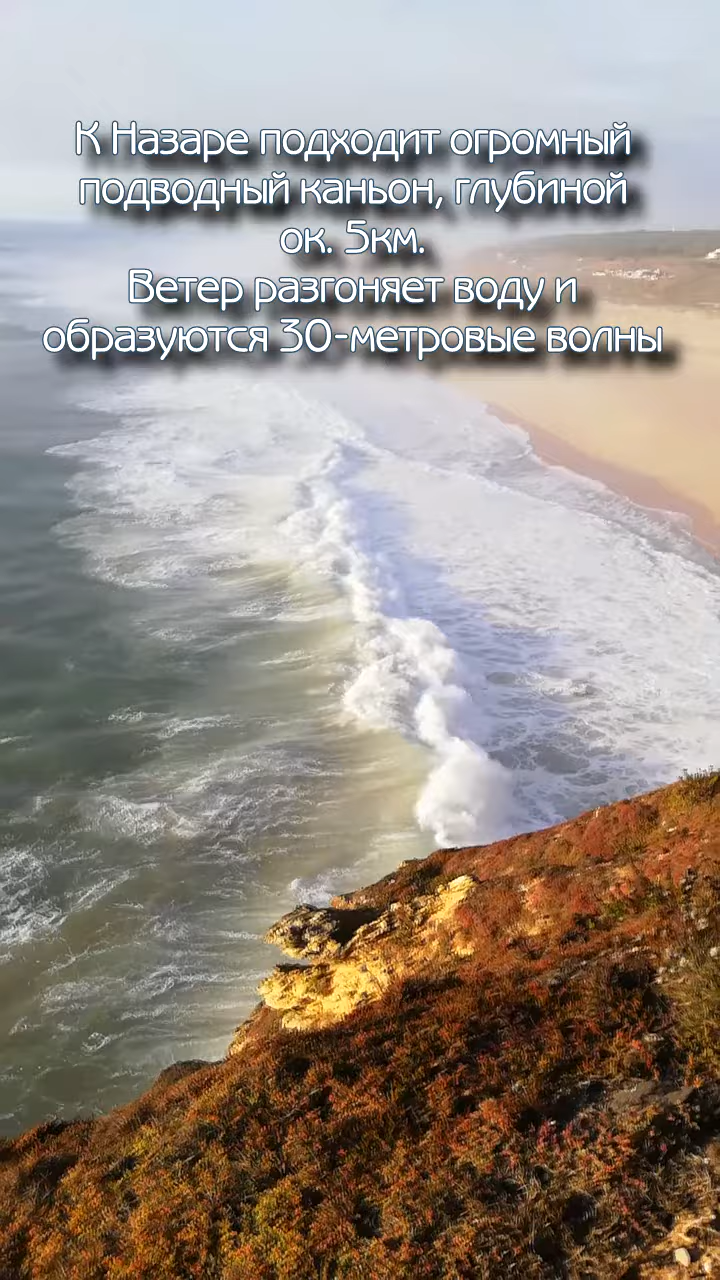 К Назаре подходит огромный
подводный каньон, глубиной
ок. 5км.
Ветер разгоняет воду и
образуются 30-метровые волны